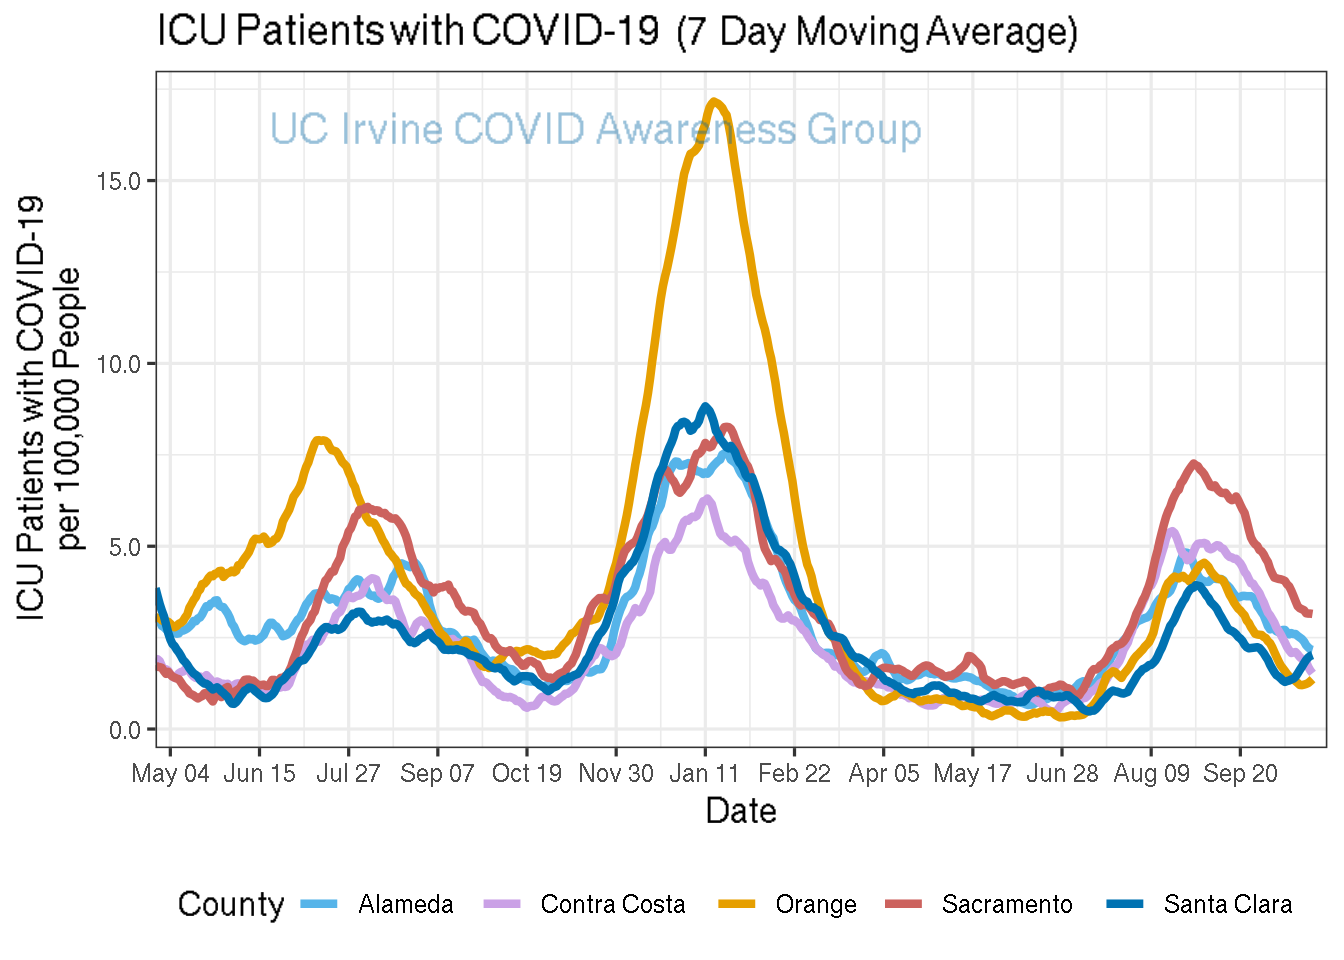 ICU Patients with COVID-19 (7 Day Moving Average)
UC Irvine COVID Awareness Group
ICU Patients with COVID-19
per 100,000 People
15.0
10.0
5.0
0.0
May 04 Jun 15 Jul 27 Sep 07 Oct 19 Nov 30 Jan 11 Feb 22 Apr 05 May 17 Jun 28 Aug 09 Sep 20
Date
County Alameda Contra Costa Orange Sacramento Santa Clara